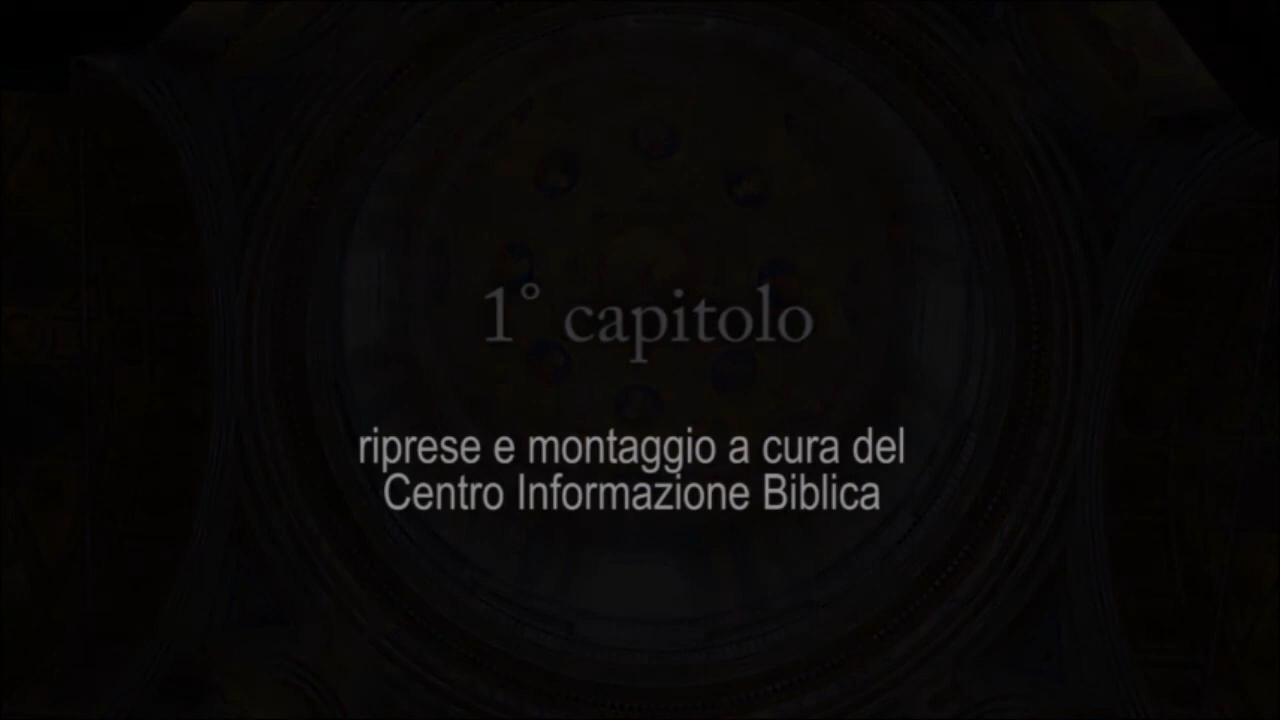 1° capitolo
riprese e montaggio a cura del
Centro Informazione Biblica